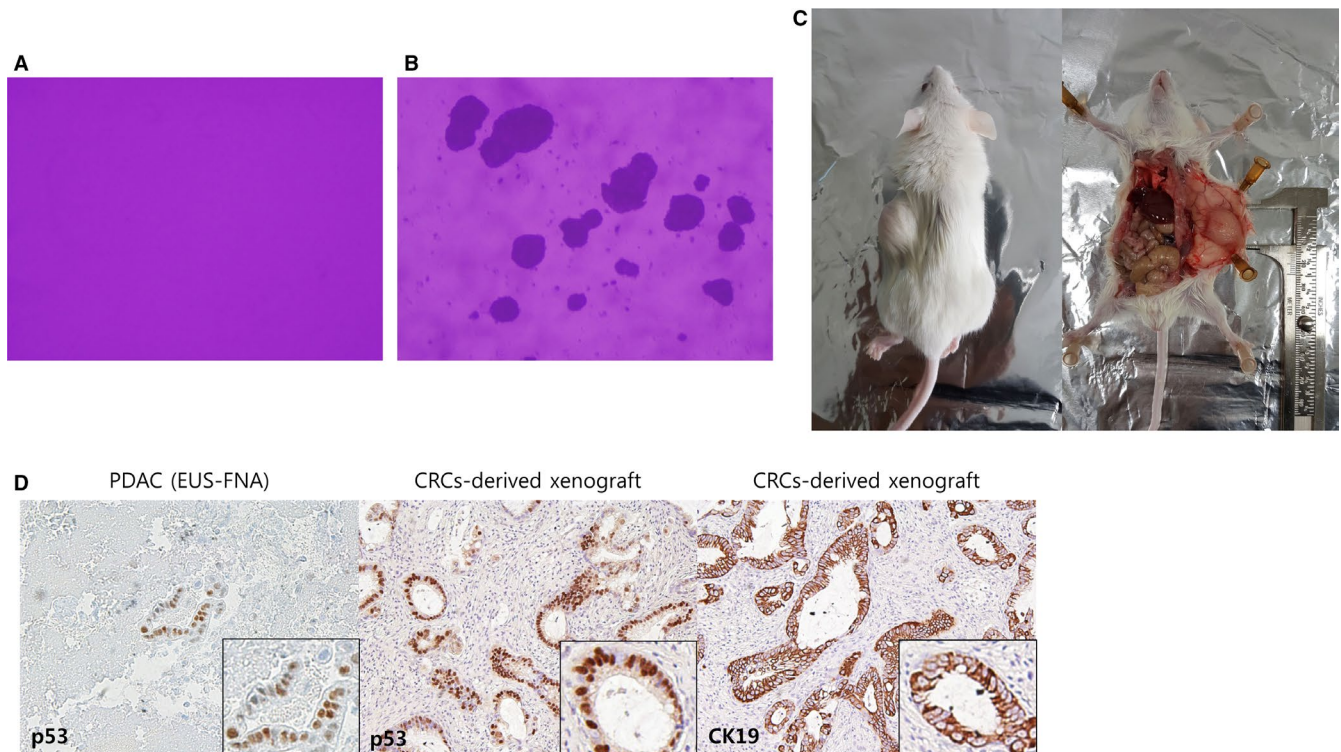 A
B
C
D
PDAC (EUS-FNA)
CRCs-derived xenograft
CRCs-derived xenograft
p53
p53
CK19